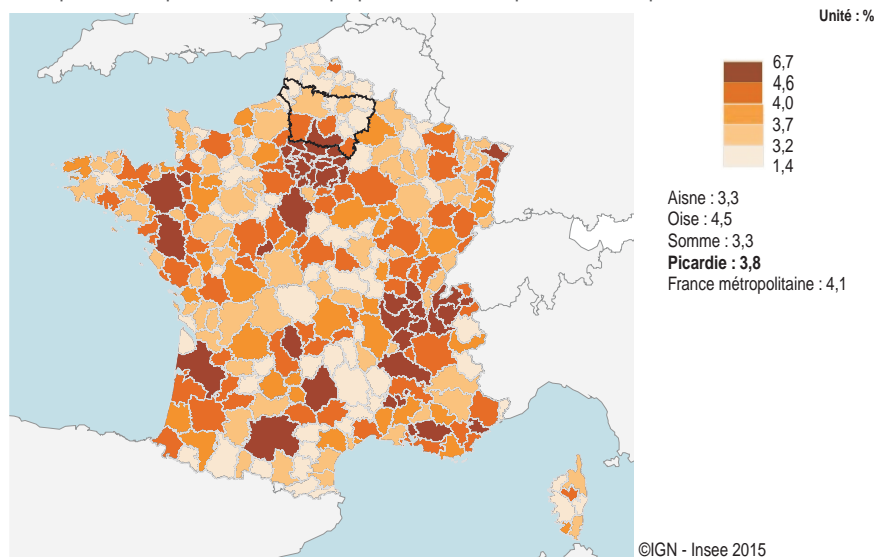 Unité : %
6,7
4,6
4,0
3,7
3,2
1,4
Aisne : 3,3
Oise : 4,5
Somme : 3,3
Picardie : 3,8
France métropolitaine : 4,1
©IGN - Insee 2015